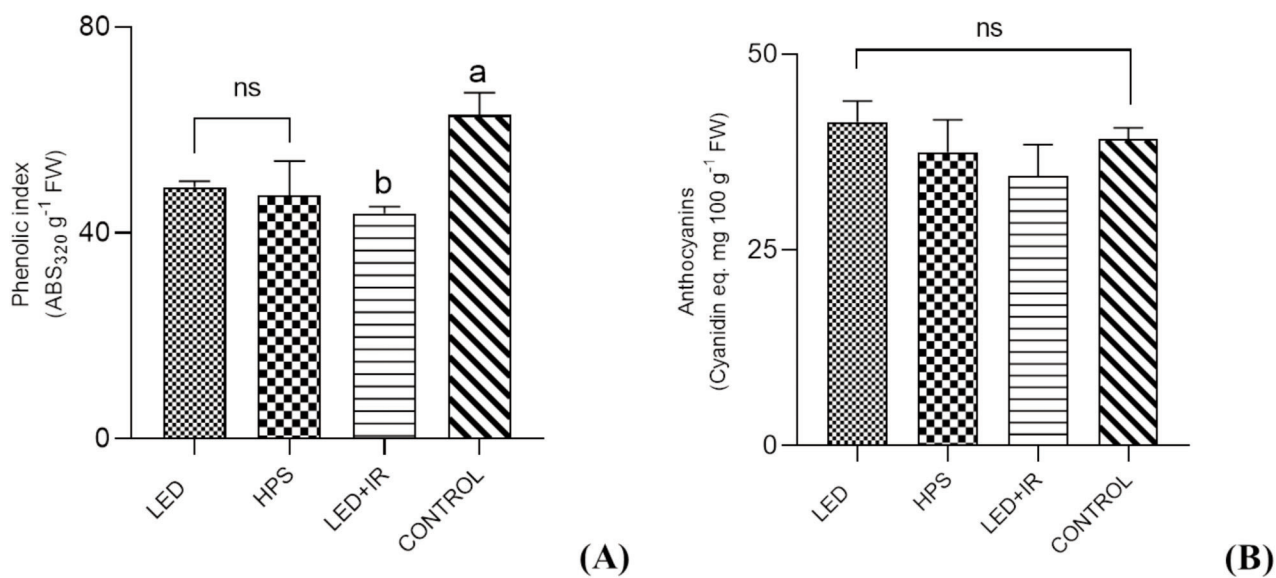 Phenolic index
(ABS₃₂₀ g⁻¹ FW)
80
40
0
ns
b
a
LED
HPS
LED+IR
CONTROL
(A)
Anthocyanins
(Cyanidin eq. mg 100 g⁻¹ FW)
50
25
0
ns
LED
HPS
LED+IR
CONTROL
(B)